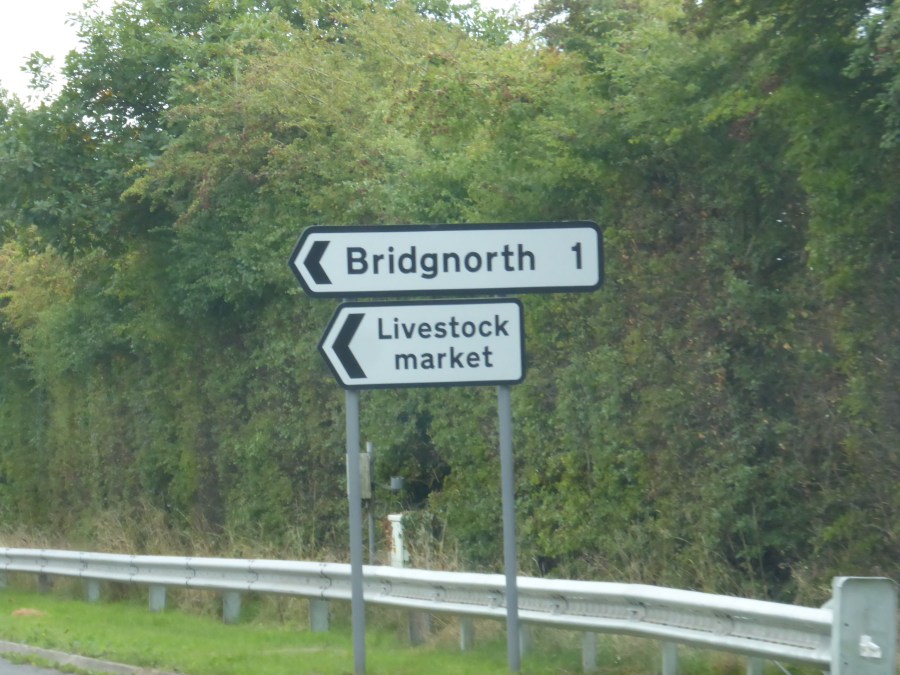 Bridgnorth 1
Livestock
market